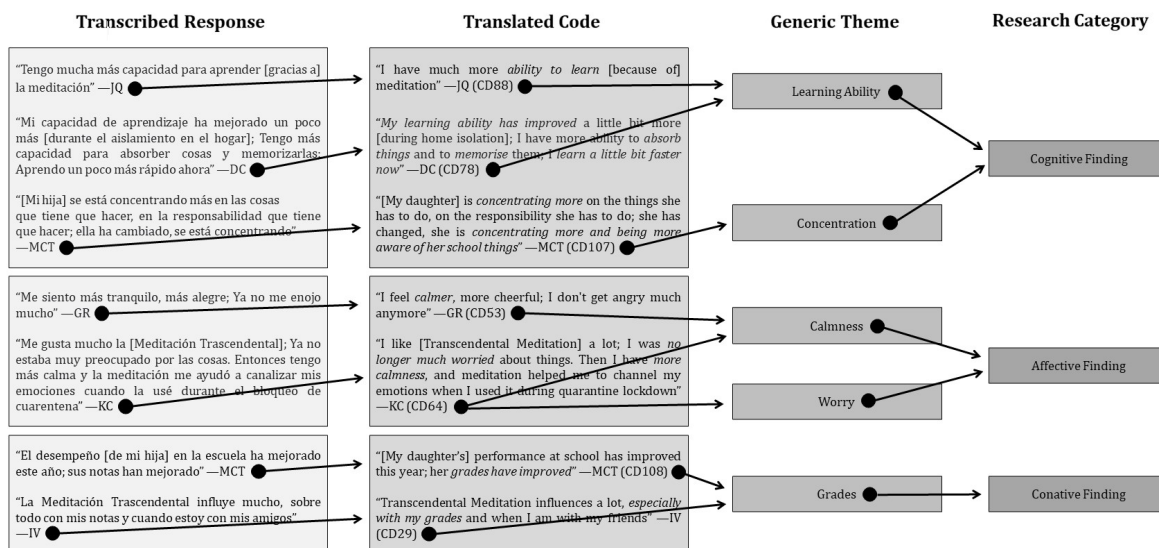 Transcribed Response
Translated Code
Generic Theme
Research Category
“Tengo mucha más capacidad para aprender [gracias a]
la meditación” —JQ
“Mi capacidad de aprendizaje ha mejorado un poco
más [durante el aislamiento en el hogar]; Tengo más
capacidad para absorber cosas y memorizarlas;
Aprendo un poco más rápido ahora” —DC
“[Mi hija] se está concentrando más en las cosas
que tiene que hacer, en la responsabilidad que tiene
que hacer; ella ha cambiado, se está concentrando”
—MCT
“I have much more ability to learn [because of]
meditation” —JQ (CD88)
“My learning ability has improved a little bit more
[during home isolation]; I have more ability to absorb
things and to memorise them; I learn a little bit faster
now” —DC (CD78)
“[My daughter] is concentrating more on the things
she has to do, on the responsibility she has to do; she has
changed, she is concentrating more and being more
aware of her school things” —MCT (CD107)
Learning Ability
Concentration
Cognitive Finding
“Me siento más tranquilo, más alegre; Ya no me enojo
mucho” —GR
“Me gusta mucho la [Meditación Trascendental]; Ya no
estaba muy preocupado por las cosas. Entonces tengo
más calma y la meditación me ayudó a canalizar mis
emociones cuando la usé durante el bloqueo de
cuarentena” —KC
“I feel calmer, more cheerful; I don't get angry much
anymore” —GR (CD53)
“I like [Transcendental Meditation] a lot; I was no
longer much worried about things. Then I have more
calmness, and meditation helped me to channel my
emotions when I used it during quarantine lockdown”
—KC (CD64)
Calmness
Worry
Affective Finding
“El desempeño [de mi hija] en la escuela ha mejorado
este año; sus notas han mejorado” —MCT
“La Meditación Trascendental influye mucho, sobre
todo con mis notas y cuando estoy con mis amigos”
—IV
“[My daughter’s] performance at school has improved
this year; her grades have improved” —MCT (CD108)
“Transcendental Meditation influences a lot, especially
with my grades and when I am with my friends” —IV
(CD29)
Grades
Conative Finding